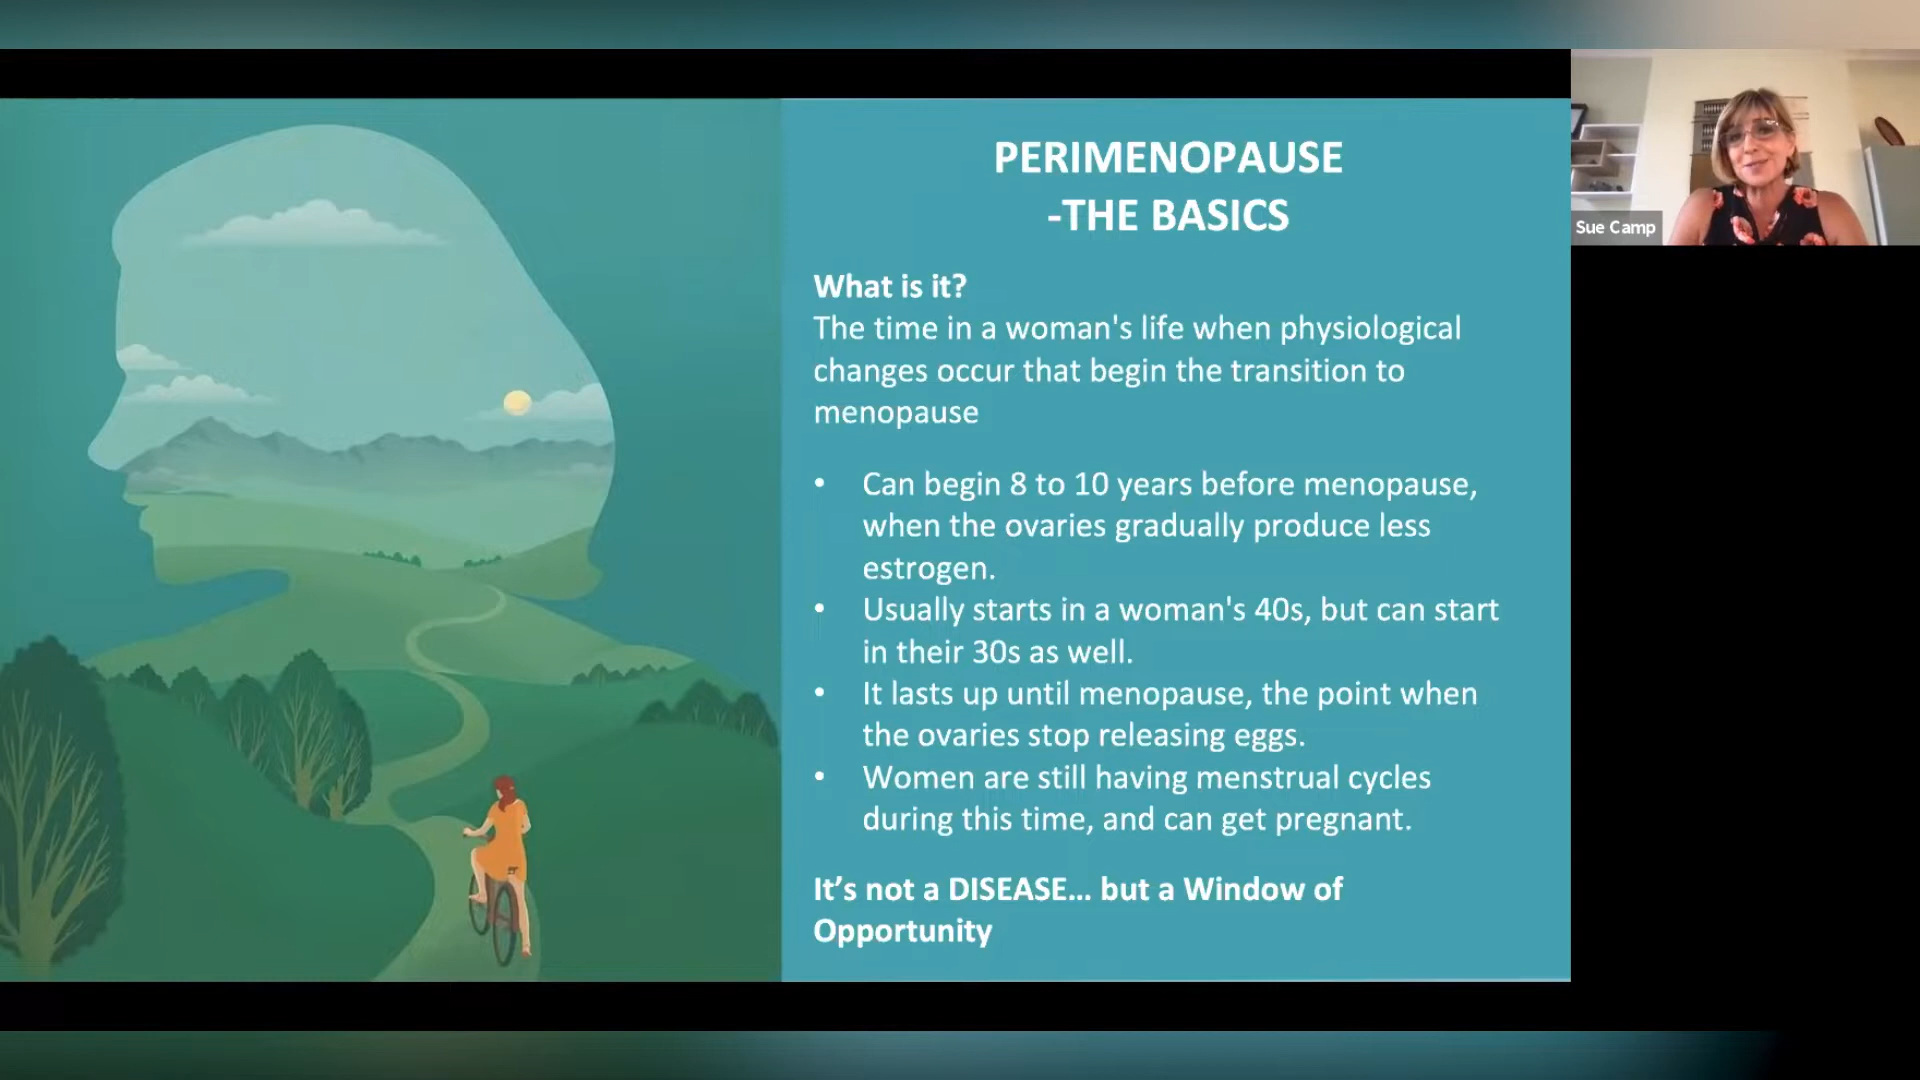 PERIMENOPAUSE
-THE BASICS
Sue Camp
What is it?
The time in a woman's life when physiological
changes occur that begin the transition to
menopause
• Can begin 8 to 10 years before menopause,
when the ovaries gradually produce less
estrogen.
• Usually starts in a woman's 40s, but can start
in their 30s as well.
• It lasts up until menopause, the point when
the ovaries stop releasing eggs.
• Women are still having menstrual cycles
during this time, and can get pregnant.
It’s not a DISEASE... but a Window of
Opportunity